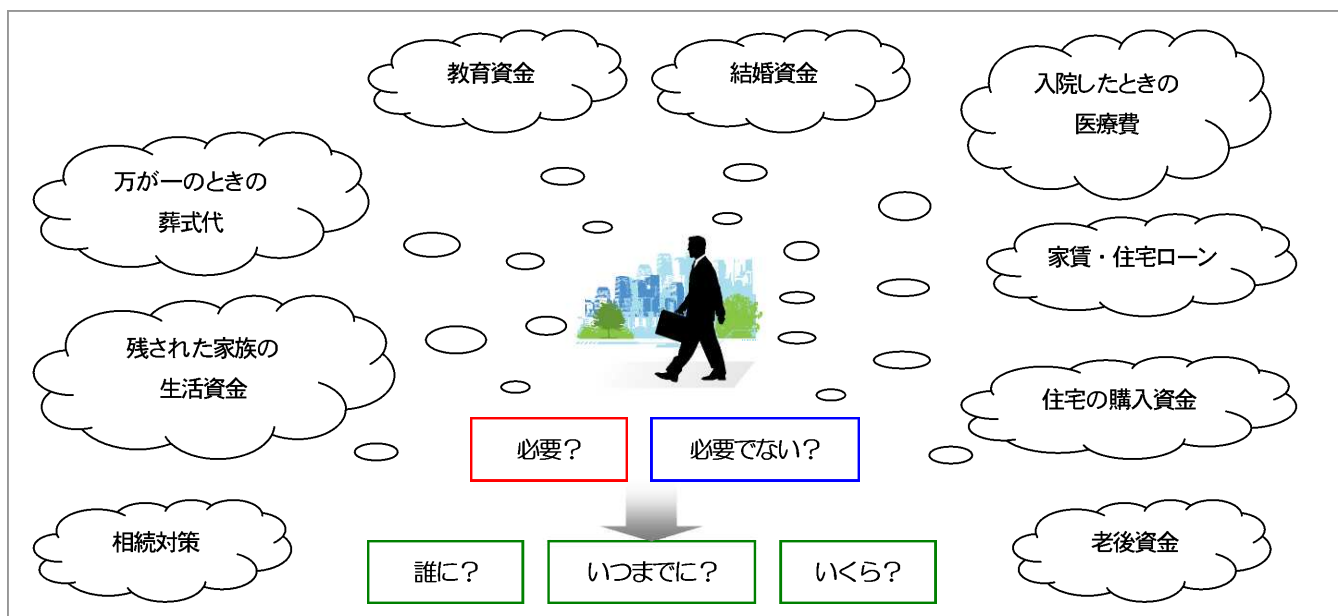 教育資金
結婚資金
入院したときの
医療費
万が一のときの
葬式代
家賃・住宅ローン
残された家族の
生活資金
住宅の購入資金
必要？
必要でない？
相続対策
老後資金
誰に？
いつまでに？
いくら？